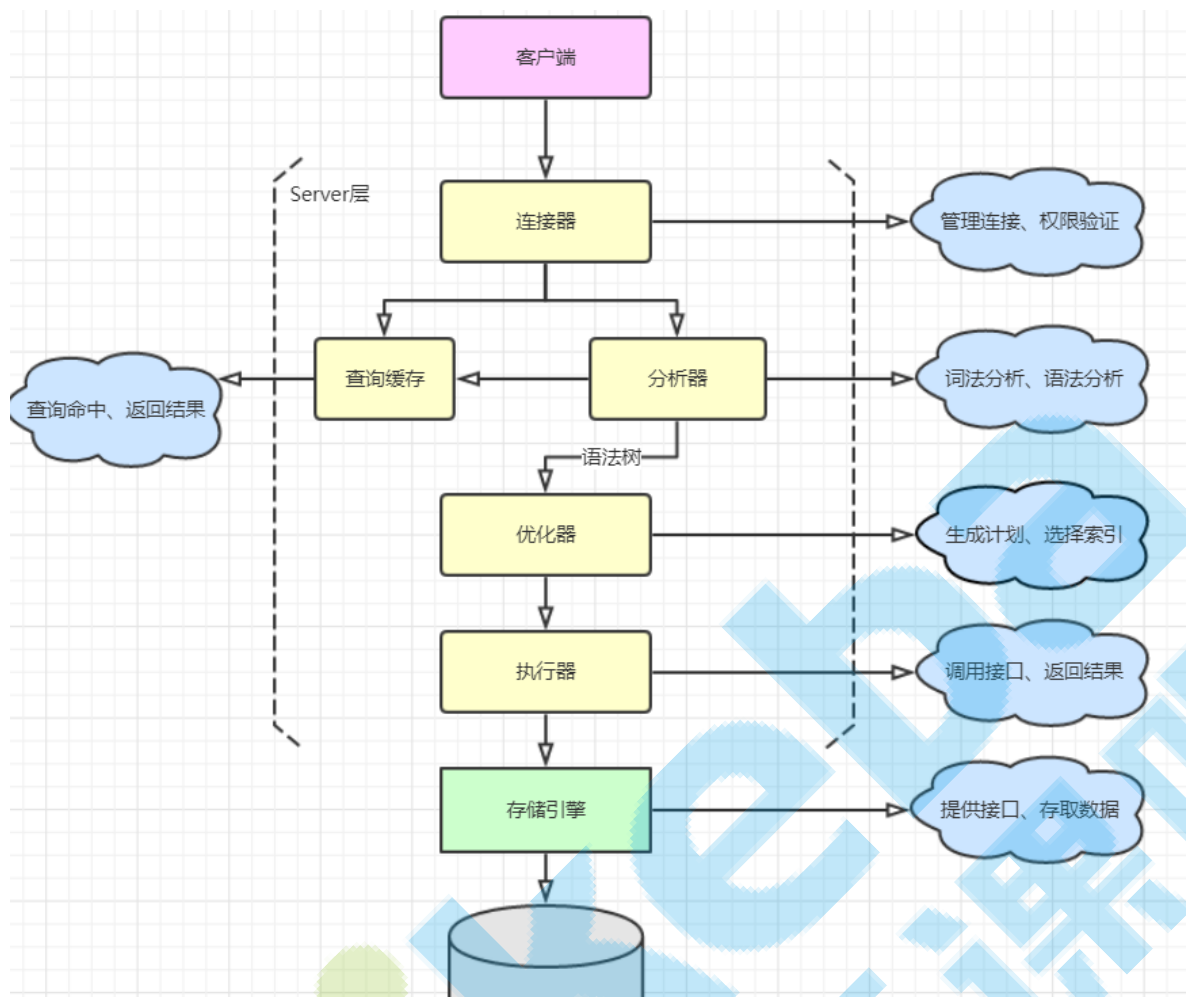 客户端
Server层
连接器
管理连接、权限验证
查询缓存
分析器
词法分析、语法分析
查询命中、返回结果
语法树
优化器
生成计划、选择索引
执行器
调用接口、返回结果
存储引擎
提供接口、存取数据